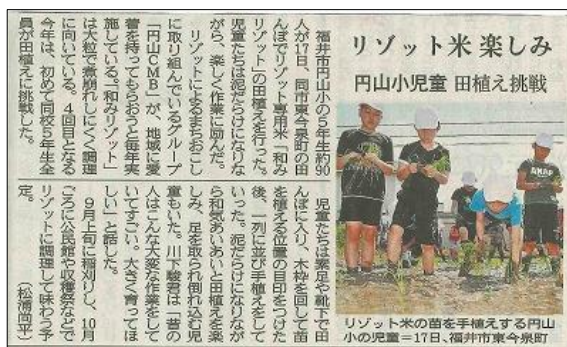 リゾット米 楽しみ
円山小児童 田植え挑戦
福井市円山小の5年生約90
人が17日、同市東今泉町の田
んぼでリゾット専用米「和み
リゾット」の田植えを行った。
児童たちは泥だらけになりな
がら、楽しく作業に励んだ。
リゾットによるまちおこし
に取り組んでいるグループ
「円山CMB」が、地域に愛
着を持ってもらおうと毎年実
施している。「和みリゾット」
は大粒で煮崩れしにくく調理
に向いている。4回目となる
今年は、初めて同校5年生全
員が田植えに挑戦した。
児童たちは素足や靴下で田
んぼに入り、木枠を回して苗
を植える位置の目印をつけた
後、一列に並び手植えをして
いった。泥だらけになりなが
ら和気あいあいと田植えを楽
しみ、足を取られ倒れ込む児
童もいた。川下駿君は「昔の
人はこんな大変な作業をして
いてすごい。大きく育ってほ
しい」と話した。
9月上旬に稲刈りし、10月
ごろに公民館や収穫祭などで
リゾットに調理して味わう予
定。
(松浦尚平)
リゾット米の苗を手植えする円山
小の児童=17日、福井市東今泉町